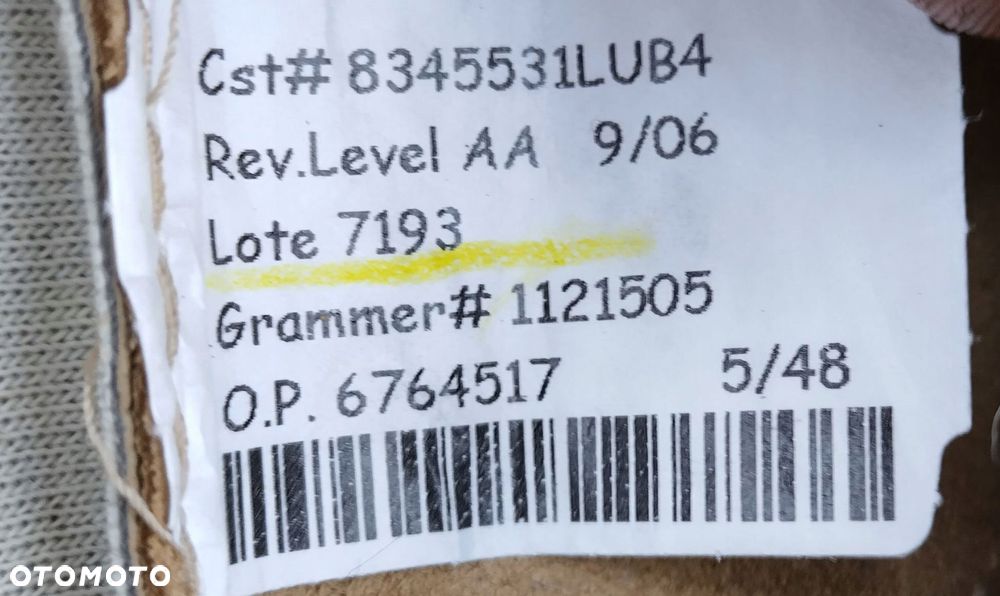 Cst# 8345531LUB4
Rev.Level AA 9/06
Lote 7193
Grammer# 1121505
O.P. 6764517 5/48
OTOMOTO